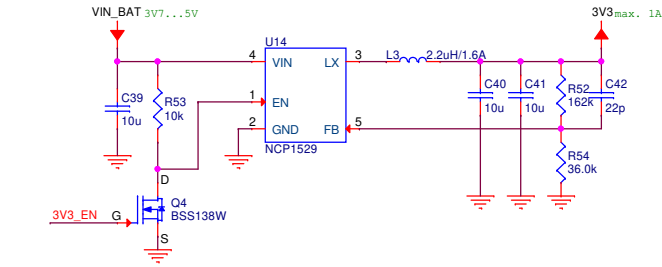 VIN_BAT 3V7...5V
3V3 max. 1A
U14
4 VIN LX 3
L3 2.2uH/1.6A
C39
10u
R53
10k
1 EN
2 GND FB 5
NCP1529
C40
10u
C41
10u
R52
162k
C42
22p
R54
36.0k
D
Q4
BSS138W
3V3_EN G
S